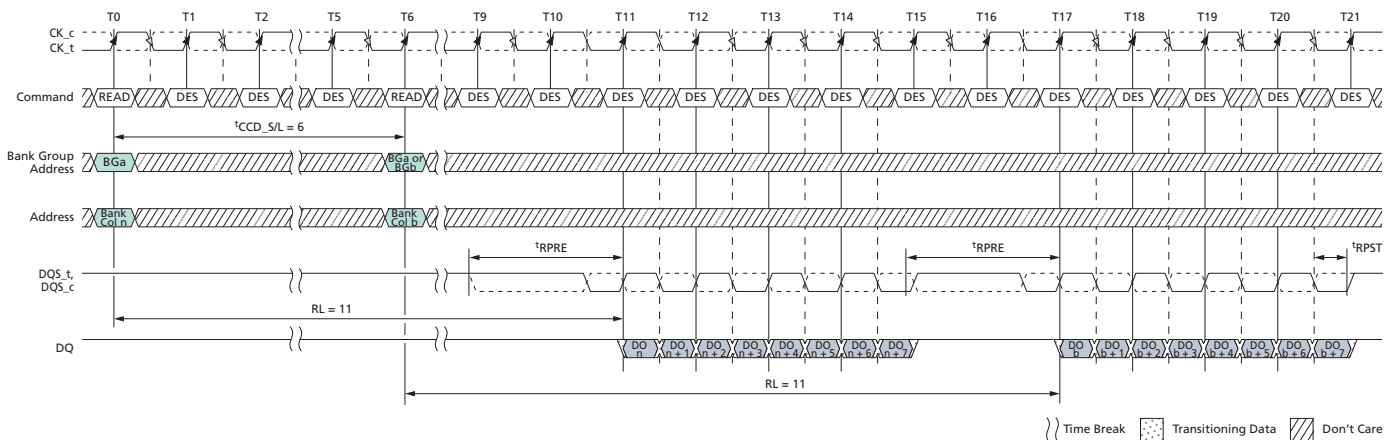 T0 T1 T2 T5 T6 T9 T10 T11 T12 T13 T14 T15 T16 T17 T18 T19 T20 T21
CK_c
CK_t
Command READ DES DES DES READ DES DES DES DES DES DES DES DES DES DES DES DES DES
tCCD_S/L = 6
Bank Group
Address
BGa
BGa or
BGb
Address
Bank
Col n
Bank
Col b
tRPRE tRPRE tRPST
DQS_t,
DQS_c
RL = 11
DQ
DO
n
DO
n + 1
DO
n + 2
DO
n + 3
DO
n + 4
DO
n + 5
DO
n + 6
DO
n + 7
DO
b
DO
b + 1
DO
b + 2
DO
b + 3
DO
b + 4
DO
b + 5
DO
b + 6
DO
b + 7
RL = 11
Time Break Transitioning Data Don't Care